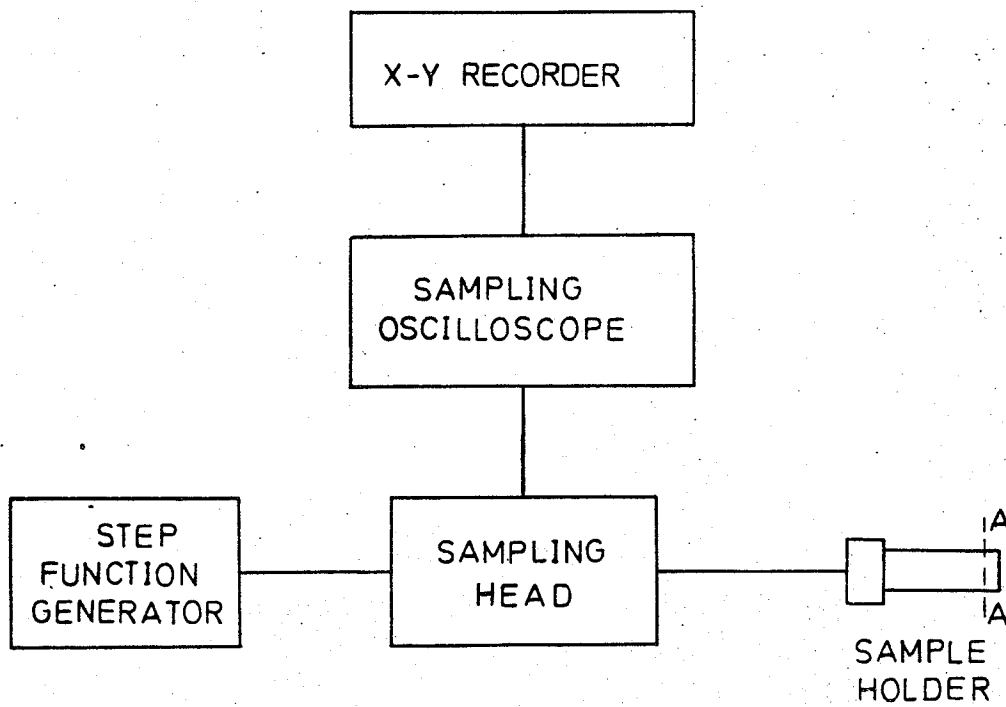 X-Y RECORDER
SAMPLING
OSCILLOSCOPE
STEP
FUNCTION
GENERATOR
SAMPLING
HEAD
A
A
SAMPLE
HOLDER